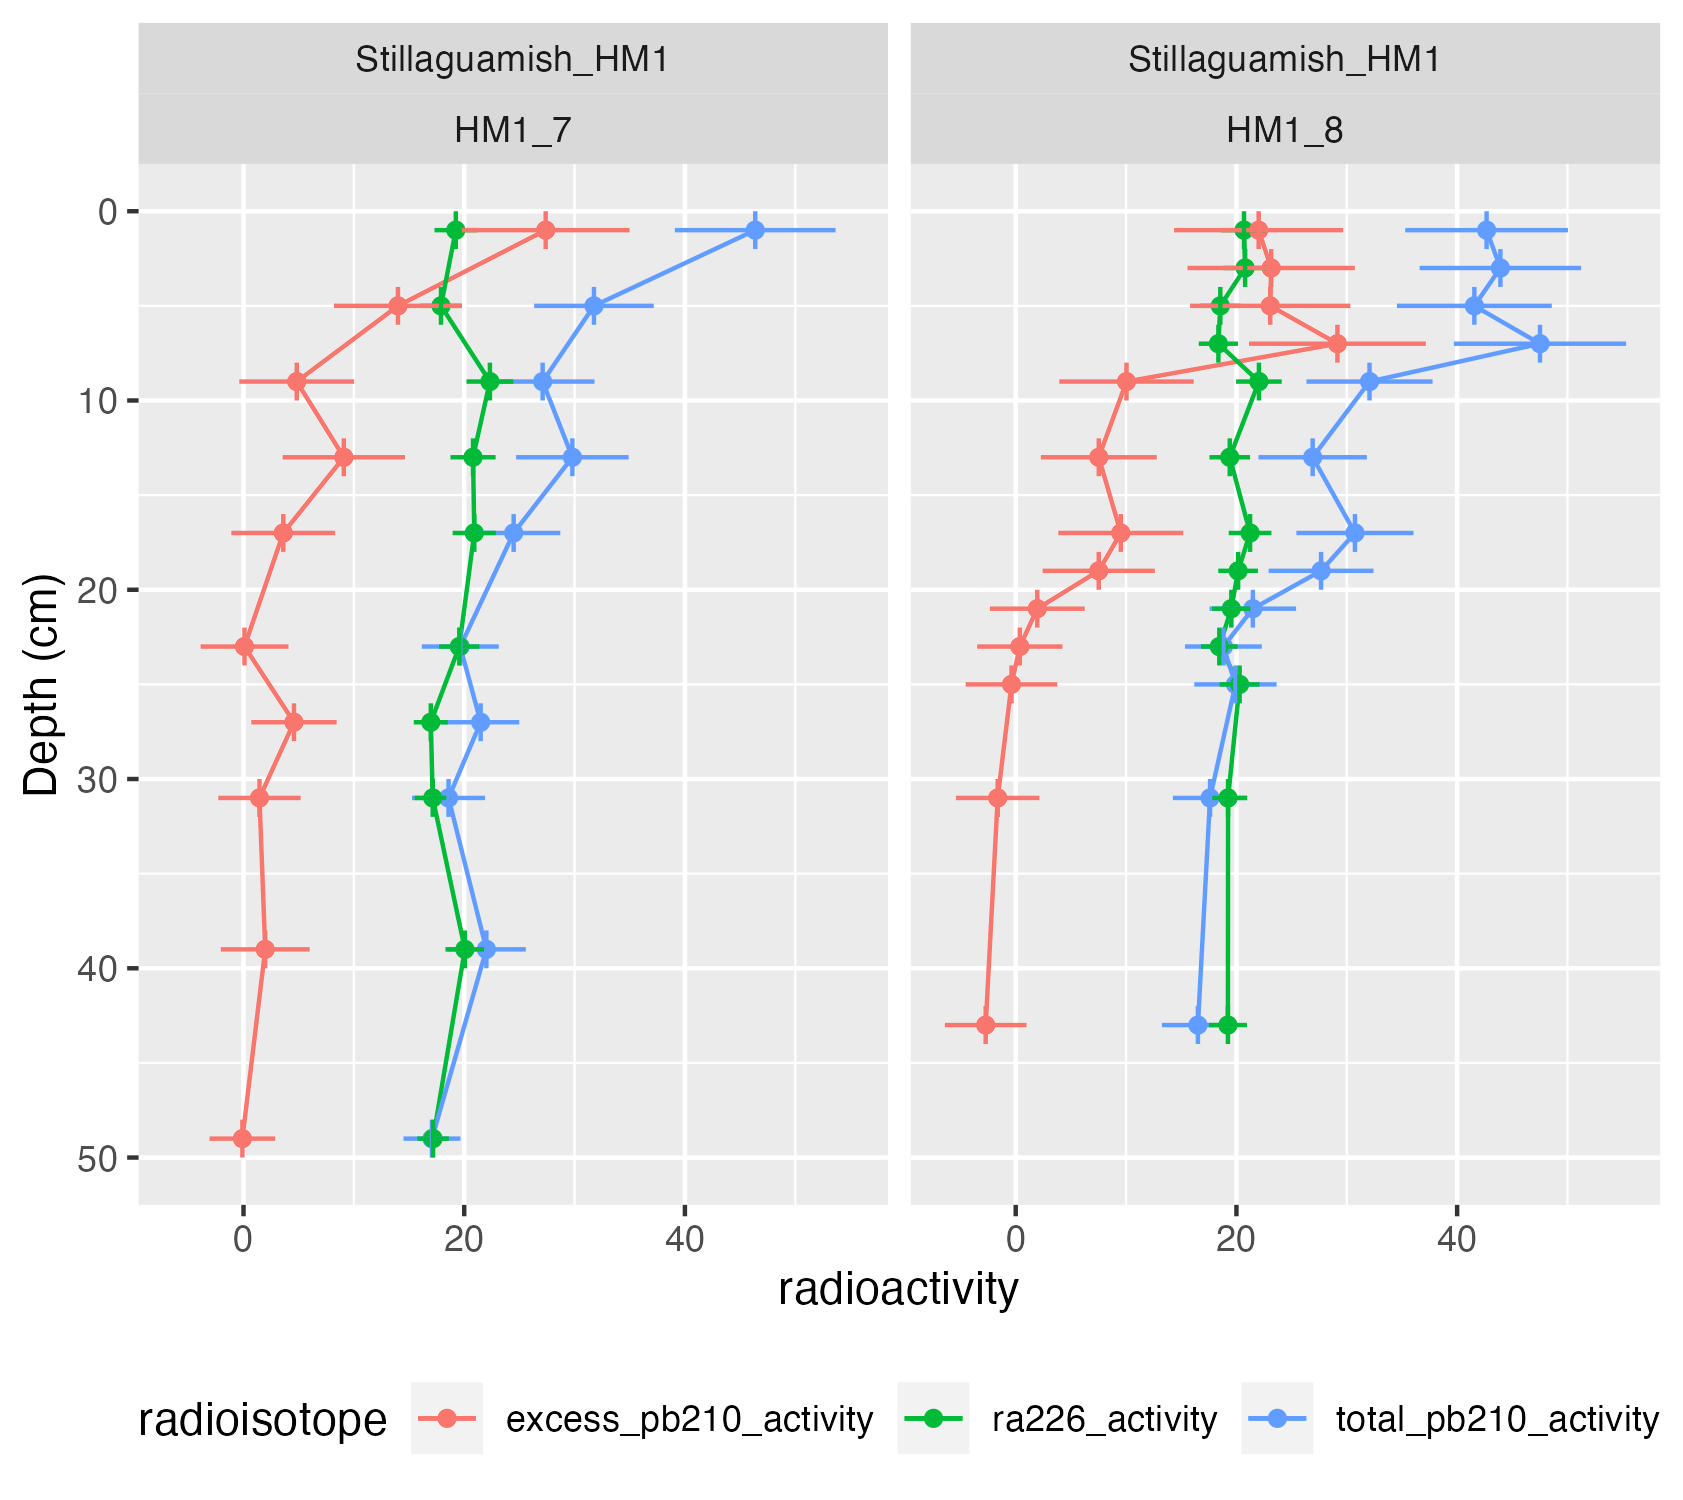 Stillaguamish_HM1 Stillaguamish_HM1
HM1_7 HM1_8
0
10
20
30
40
50
Depth (cm)
0 20 40 0 20 40
radioactivity
radioisotope excess_pb210_activity ra226_activity total_pb210_activity